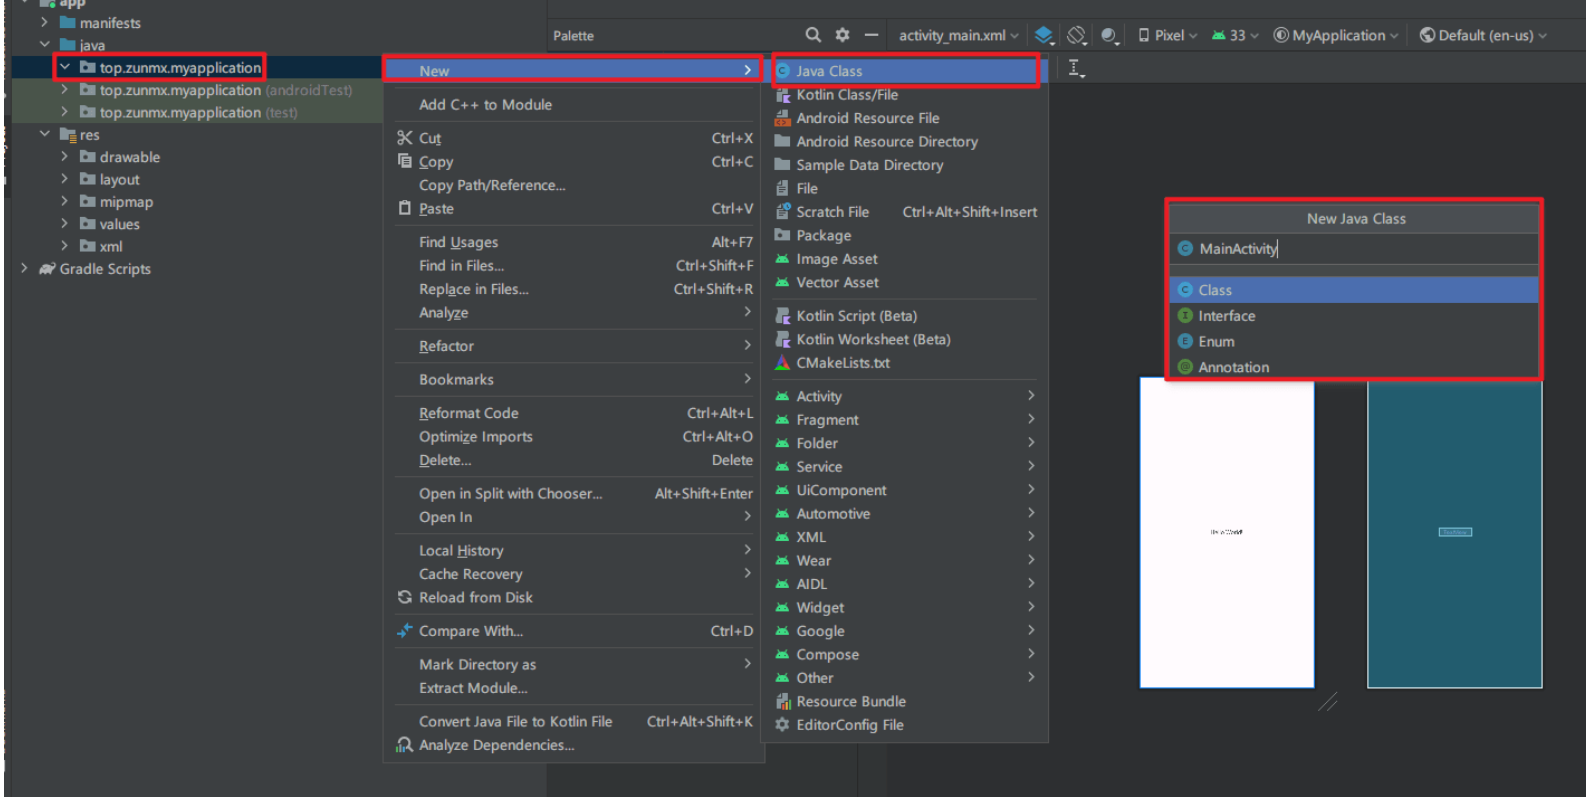 app
manifests
java
top.zunmx.myapplication
top.zunmx.myapplication (androidTest)
top.zunmx.myapplication (test)
res
drawable
layout
mipmap
values
xml
Gradle Scripts
New
Add C++ to Module
Cut Ctrl+X
Copy Ctrl+C
Copy Path/Reference...
Paste Ctrl+V
Find Usages Alt+F7
Find in Files... Ctrl+Shift+F
Replace in Files... Ctrl+Shift+R
Analyze
Refactor
Bookmarks
Reformat Code Ctrl+Alt+L
Optimize Imports Ctrl+Alt+O
Delete... Delete
Open in Split with Chooser... Alt+Shift+Enter
Open In
Local History
Cache Recovery
Reload from Disk
Compare With... Ctrl+D
Mark Directory as
Extract Module...
Convert Java File to Kotlin File Ctrl+Alt+Shift+K
Analyze Dependencies...
Palette
activity_main.xml Pixel 33 MyApplication Default (en-us)
Java Class
Kotlin Class/File
Android Resource File
Android Resource Directory
Sample Data Directory
File
Scratch File Ctrl+Alt+Shift+Insert
Package
Image Asset
Vector Asset
Kotlin Script (Beta)
Kotlin Worksheet (Beta)
CMakeLists.txt
Activity
Fragment
Folder
Service
UiComponent
Automotive
XML
Wear
AIDL
Widget
Google
Compose
Other
Resource Bundle
EditorConfig File
New Java Class
MainActivity
Class
Interface
Enum
Annotation
Hello World!